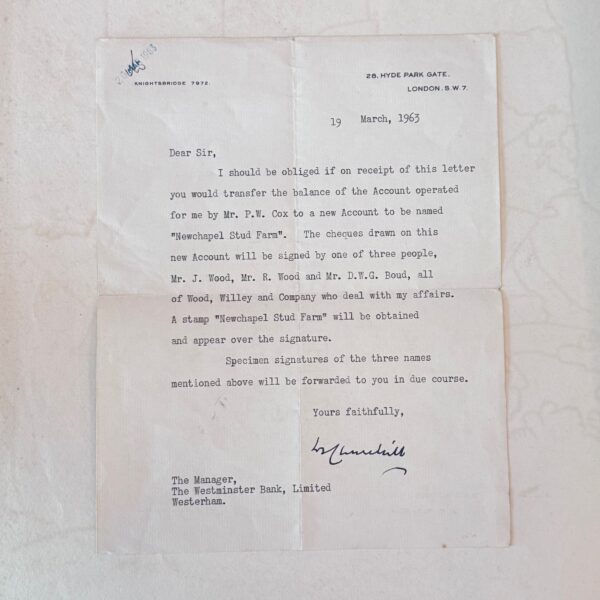 1963
KNIGHTSBRIDGE 7972.
28, HYDE PARK GATE,
LONDON. S.W 7.
19 March, 1963
Dear Sir,
I should be obliged if on receipt of this letter
you would transfer the balance of the Account operated
for me by Mr. P.W. Cox to a new Account to be named
"Newchapel Stud Farm". The cheques drawn on this
new Account will be signed by one of three people,
Mr. J. Wood, Mr. R. Wood and Mr. D.W.G. Boud, all
of Wood, Willey and Company who deal with my affairs.
A stamp "Newchapel Stud Farm" will be obtained
and appear over the signature.
Specimen signatures of the three names
mentioned above will be forwarded to you in due course.
Yours faithfully,
W Churchill
The Manager,
The Westminster Bank, Limited
Westerham.